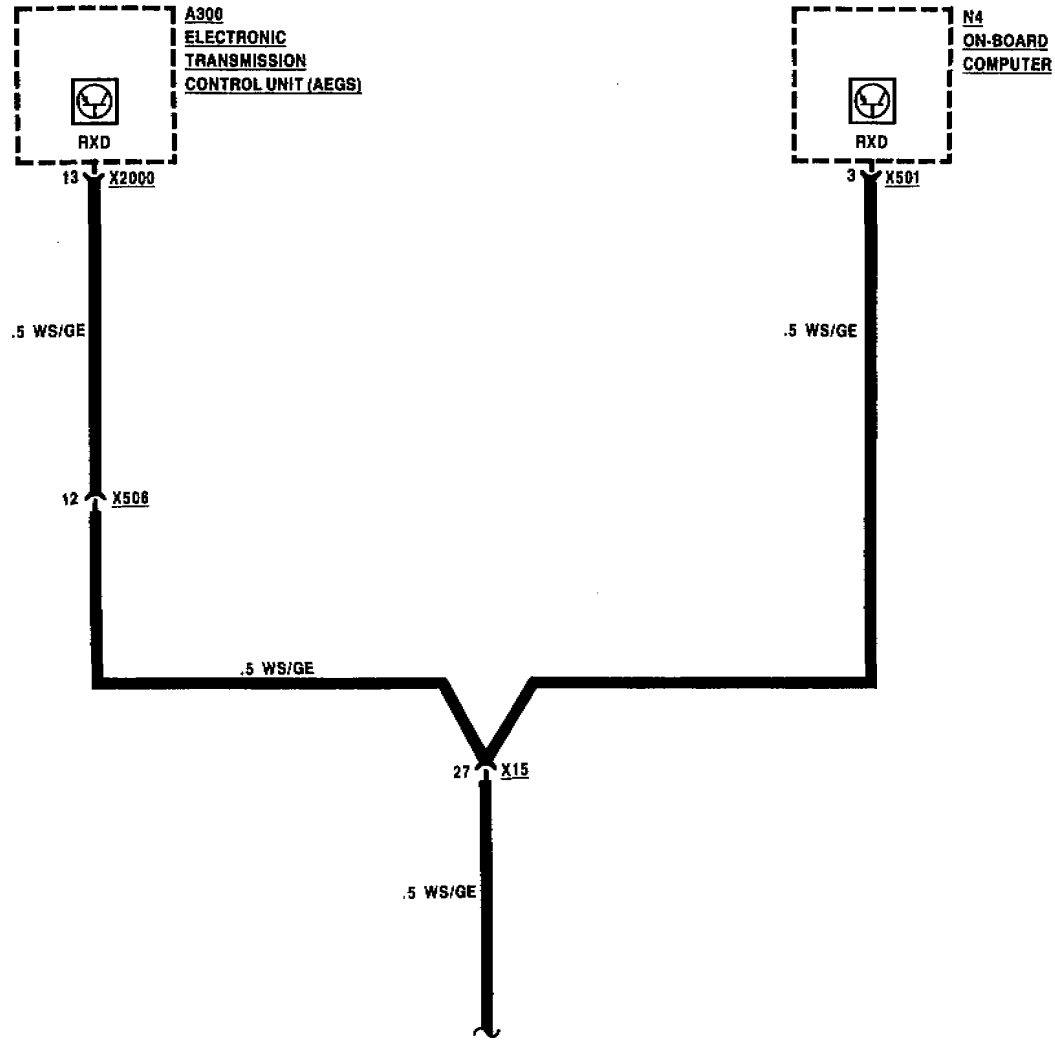 A300
ELECTRONIC
TRANSMISSION
CONTROL UNIT (AEGS)
RXD
13 X2000
N4
ON-BOARD
COMPUTER
RXD
3 X501
.5 WS/GE
.5 WS/GE
12 X506
.5 WS/GE
27 X15
.5 WS/GE